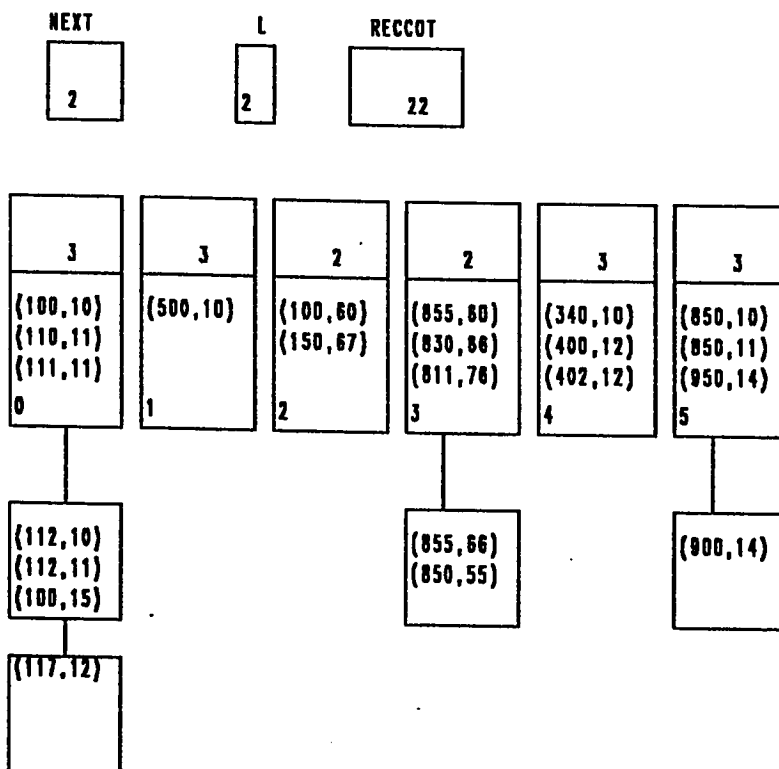 NEXT L RECCOT
2 2 22
3 3 2 2 3 3
(100,10) (500,10) (100,60) (855,80) (340,10) (850,10)
(110,11) (150,67) (830,86) (400,12) (850,11)
(111,11) (811,76) (402,12) (950,14)
0 1 2 3 4 5
(112,10) (855,66) (900,14)
(112,11) (850,55)
(100,15)
(117,12)